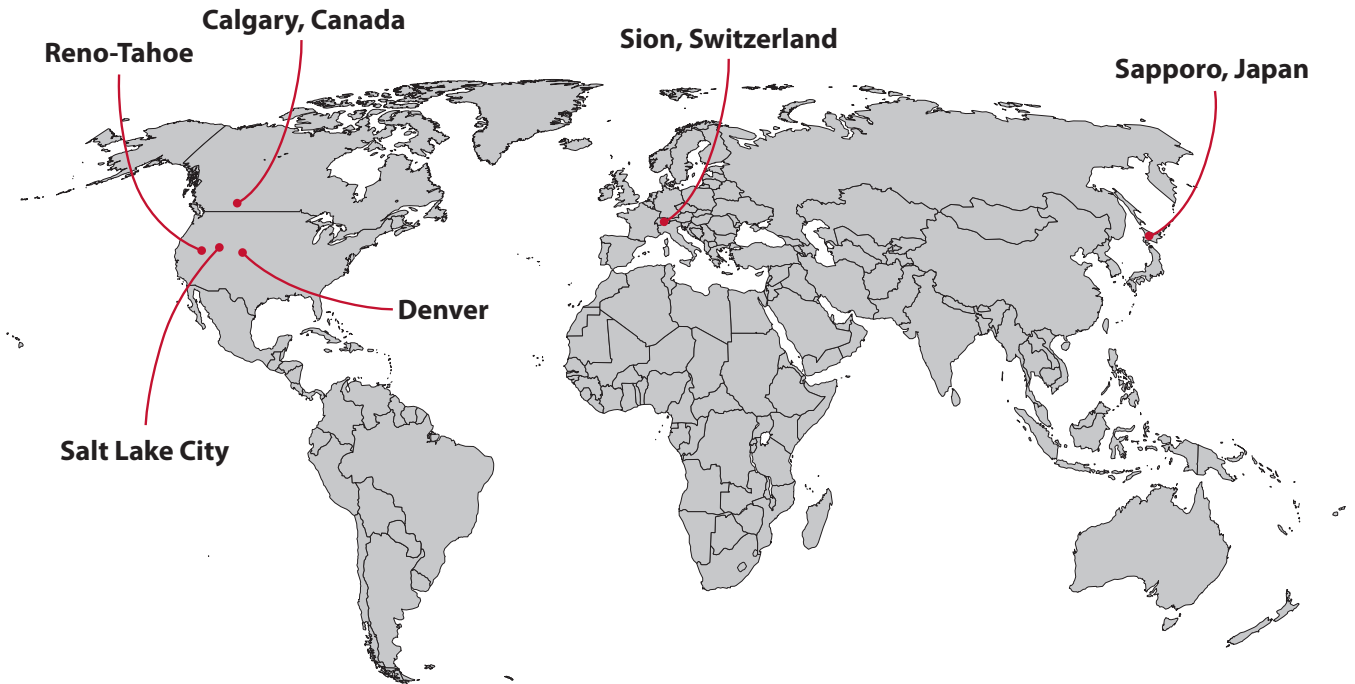 Calgary, Canada
Reno-Tahoe
Sion, Switzerland
Sapporo, Japan
Denver
Salt Lake City